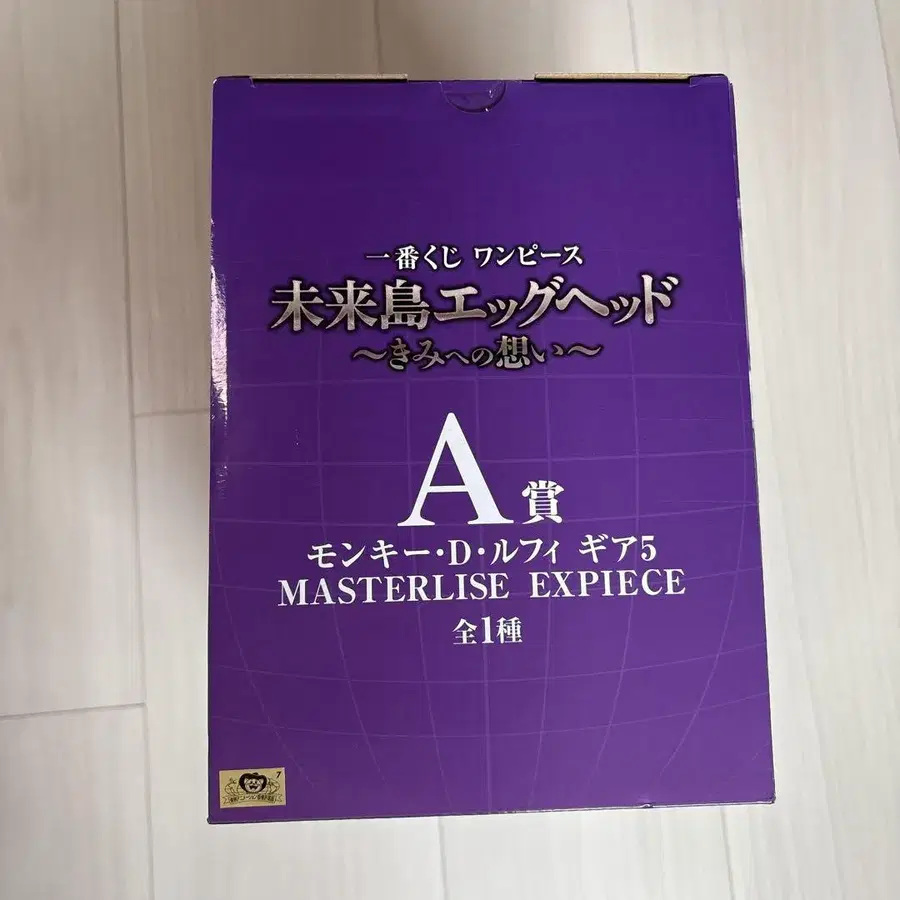 一番くじ ワンピース
未来島エッグヘッド
～きみへの想い～
A賞
モンキー・D・ルフィ ギア5
MASTERLISE EXPIECE
全1種
7